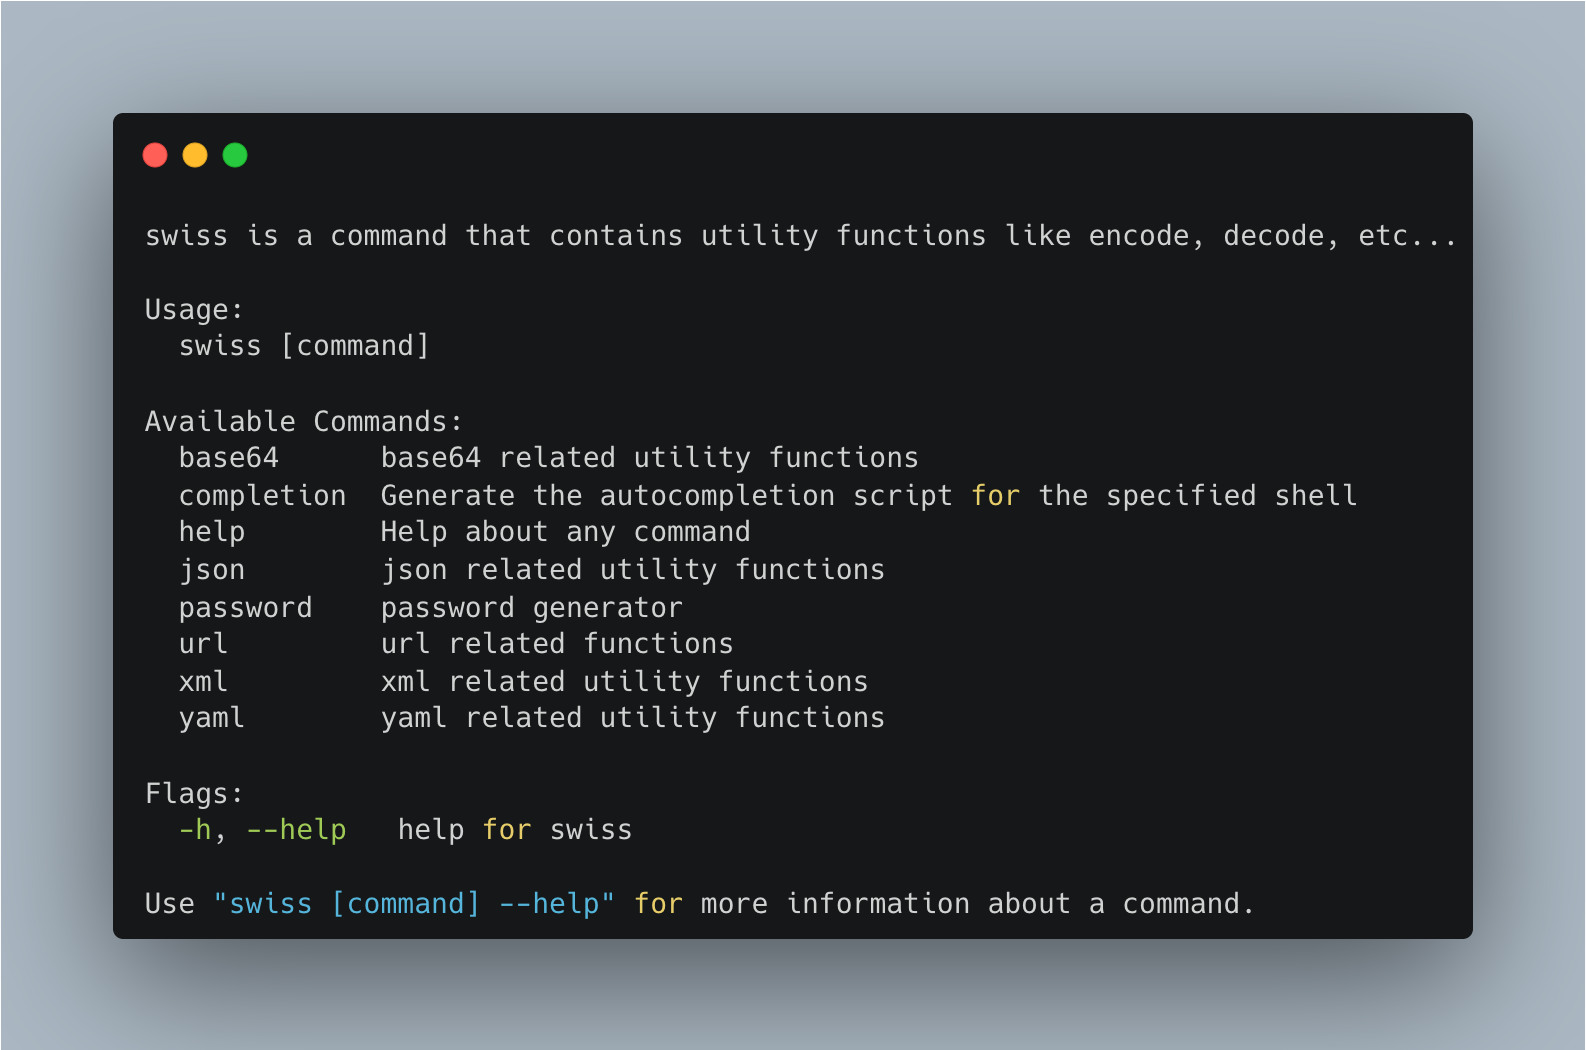 swiss is a command that contains utility functions like encode, decode, etc...

Usage:
  swiss [command]

Available Commands:
  base64      base64 related utility functions
  completion  Generate the autocompletion script for the specified shell
  help        Help about any command
  json        json related utility functions
  password    password generator
  url         url related functions
  xml         xml related utility functions
  yaml        yaml related utility functions

Flags:
  -h, --help   help for swiss

Use "swiss [command] --help" for more information about a command.